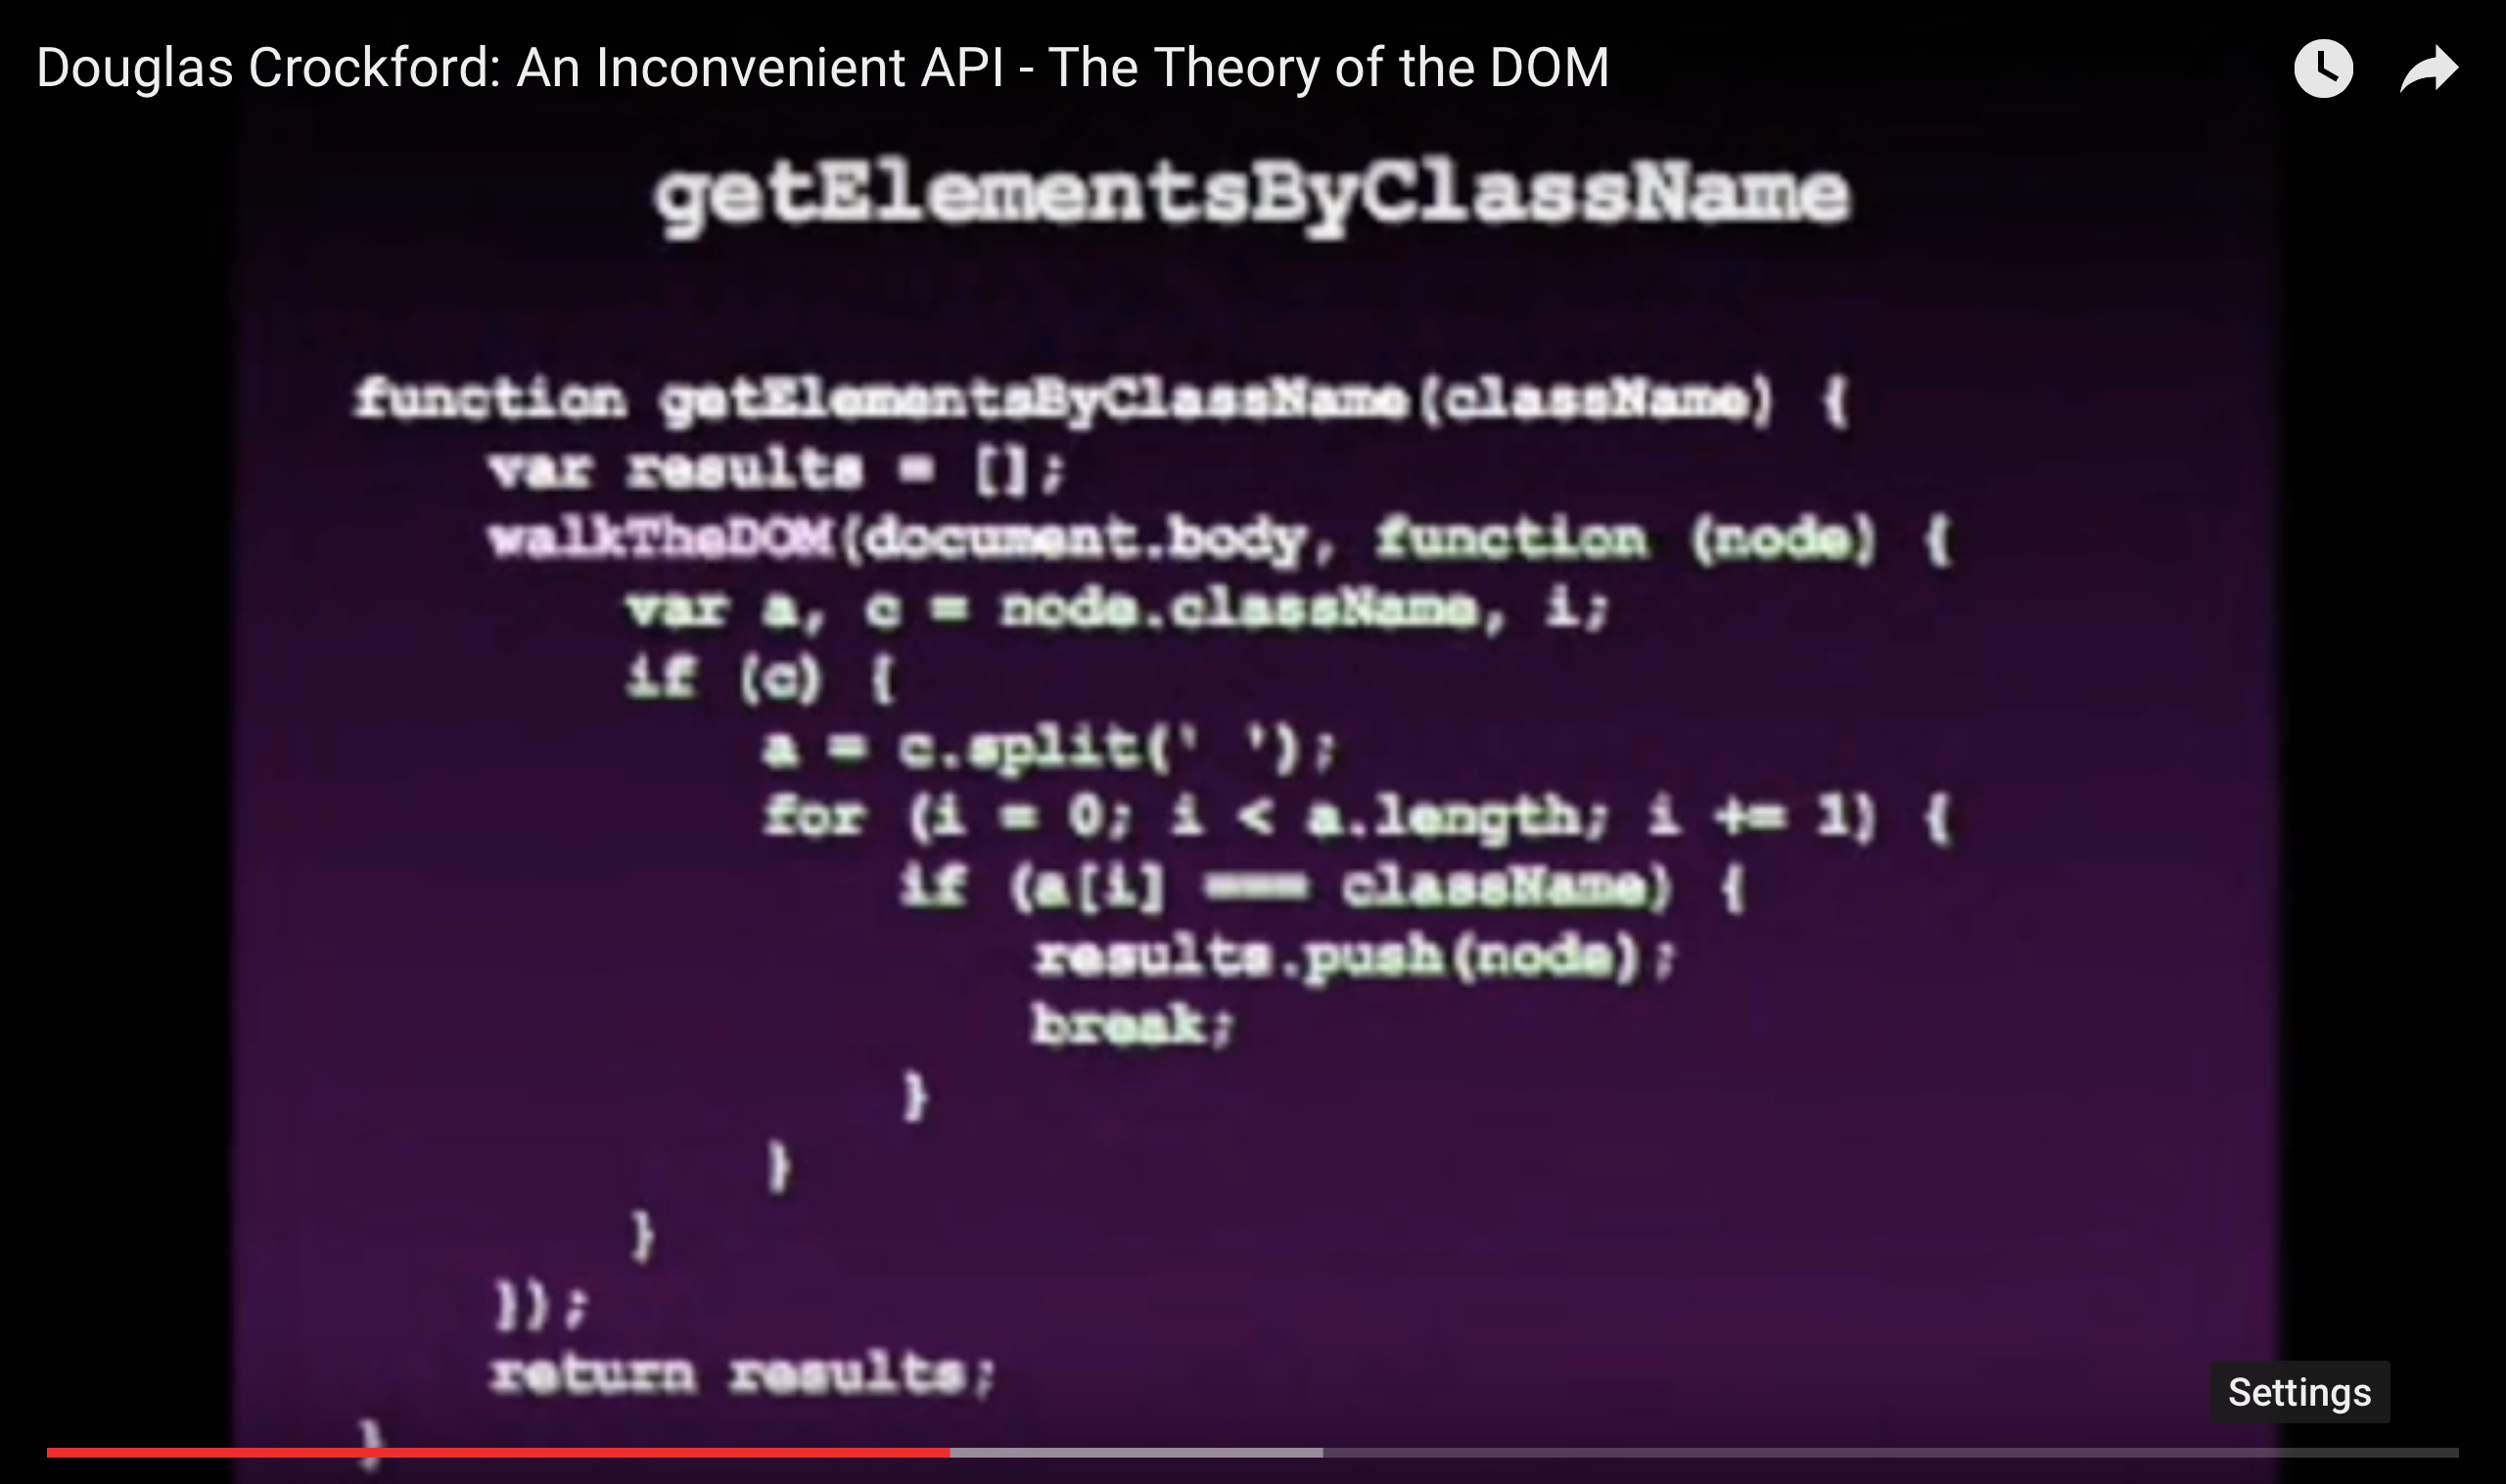 Douglas Crockford: An Inconvenient API - The Theory of the DOM
getElementsByClassName
function getElementsByClassName(className) {
    var results = [];
    walkTheDOM(document.body, function (node) {
        var a, c = node.className, i;
        if (c) {
            a = c.split(' ');
            for (i = 0; i < a.length; i += 1) {
                if (a[i] === className) {
                    results.push(node);
                    break;
                }
            }
        }
    });
    return results;
}
Settings